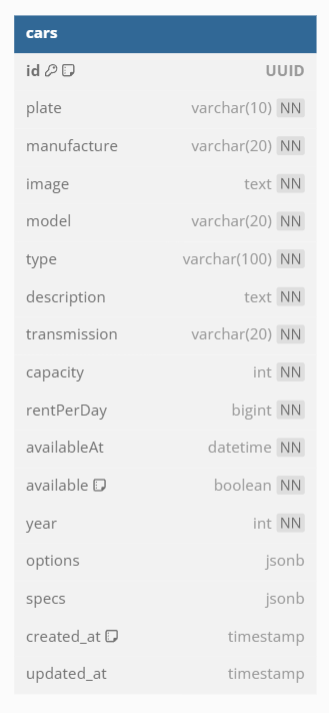 cars
id UUID
plate varchar(10) NN
manufacture varchar(20) NN
image text NN
model varchar(20) NN
type varchar(100) NN
description text NN
transmission varchar(20) NN
capacity int NN
rentPerDay bigint NN
availableAt datetime NN
available boolean NN
year int NN
options jsonb
specs jsonb
created_at timestamp
updated_at timestamp